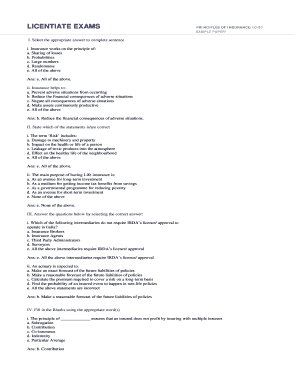 LICENTIATE EXAMS
PRINCIPLES OF INSURANCE (IC-01)
SAMPLE PAPER
I. Select the appropriate answer to complete sentence
i. Insurance works on the principle of:
a. Sharing of losses
b. Probabilities
c. Large numbers
d. Randomness
e. All of the above
Ans: e. All of the above.
ii. Insurance helps to:
a. Prevent adverse situations from occurring
b. Reduce the financial consequences of adverse situations
c. Negate all consequences of adverse situations
d. Make assets continuously productive
e. All of the above
Ans: b. Reduce the financial consequences of adverse situations.
II. State which of the statements is/are correct
i. The term 'Risk' includes:
a. Damage to machinery and property
b. Impact on the health or life of a person
c. Leakage of toxic products into the atmosphere
d. Effect on the healthy life of the neighbourhood
e. All of the above
Ans: e. All of the above.
ii. The main purpose of buying Life insurance is:
a. As an avenue for long-term investment
b. As a medium for getting income tax benefits from savings
c. As a governmental programme for reducing poverty
d. As an avenue for short-term investment
e. None of the above
Ans: e. None of the above.
III. Answer the questions below by selecting the correct answer:
i. Which of the following intermediaries do not require IRDA's licence/ approval to
operate in India?
a. Insurance Brokers
b. Insurance Agents
c. Third Party Administrators
d. Surveyors
e. All the above intermediaries require IRDA's licence/ approval
Ans: e. All the above intermediaries require IRDA's licence/ approval
ii. An actuary is expected to:
a. Make an exact forecast of the future liabilities of policies
b. Make a reasonable forecast of the future liabilities of policies
c. Calculate the premium required to cover a risk on a long term basis
d. Find the probability of an insured event to happen in non-life policies
e. All the above statements are incorrect
Ans: b. Make a reasonable forecast of the future liabilities of policies
IV. Fill in the blanks using the appropriate word(s)
i. The principle of ______________ ensures that an insured does not profit by insuring with multiple insurers
a. Subrogation
b. Contribution
c. Co-insurance
d. Indemnity
e. Particular Average
Ans: b. Contribution